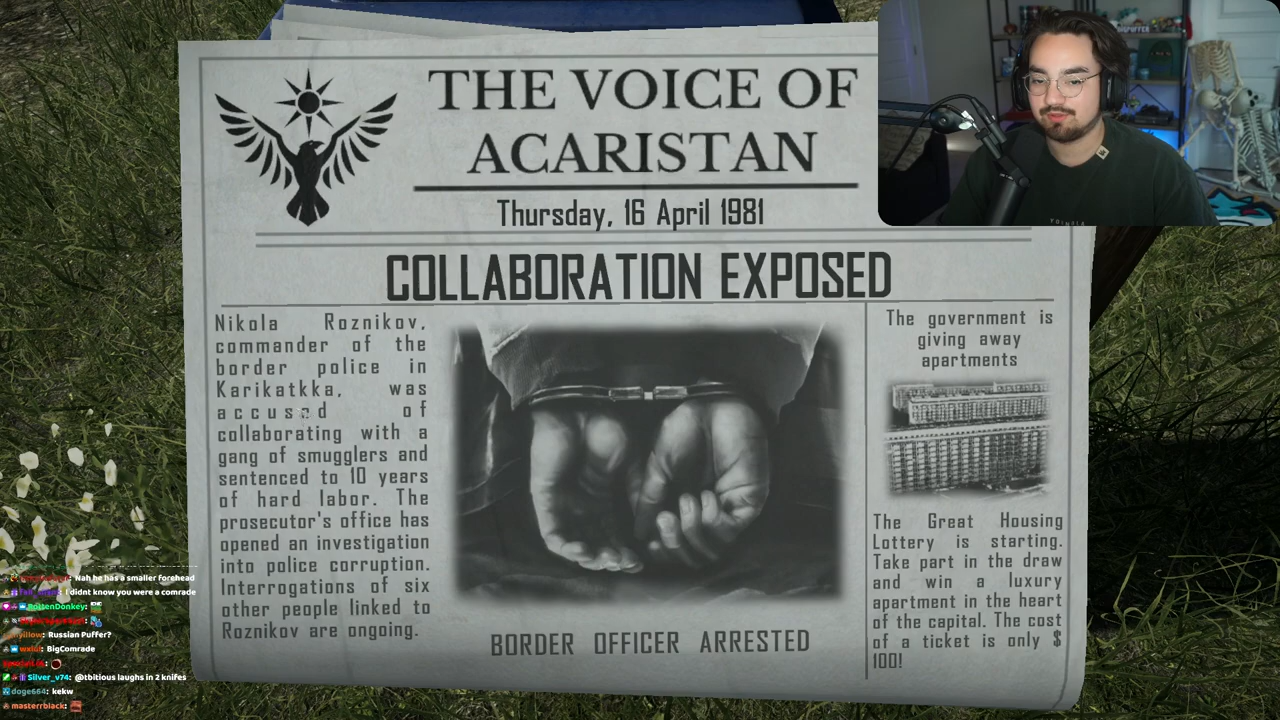 THE VOICE OF
ACARISTAN
Thursday, 16 April 1981
COLLABORATION EXPOSED
Nikola Roznikov,
commander of the
border police in
Karikatkka, was
accused of
collaborating with a
gang of smugglers and
sentenced to 10 years
of hard labor. The
prosecutor's office has
opened an investigation
into police corruption.
Interrogations of six
other people linked to
Roznikov are ongoing.
BORDER OFFICER ARRESTED
The government is
giving away
apartments
The Great Housing
Lottery is starting.
Take part in the draw
and win a luxury
apartment in the heart
of the capital. The cost
of a ticket is only $
100!
Nah he has a smaller forehead
I didnt know you were a comrade
RottenDonkey:
Russian Puffer?
BigComrade
Silver_v74: @tbitious laughs in 2 knifes
doge664: kekw
masterrblack: